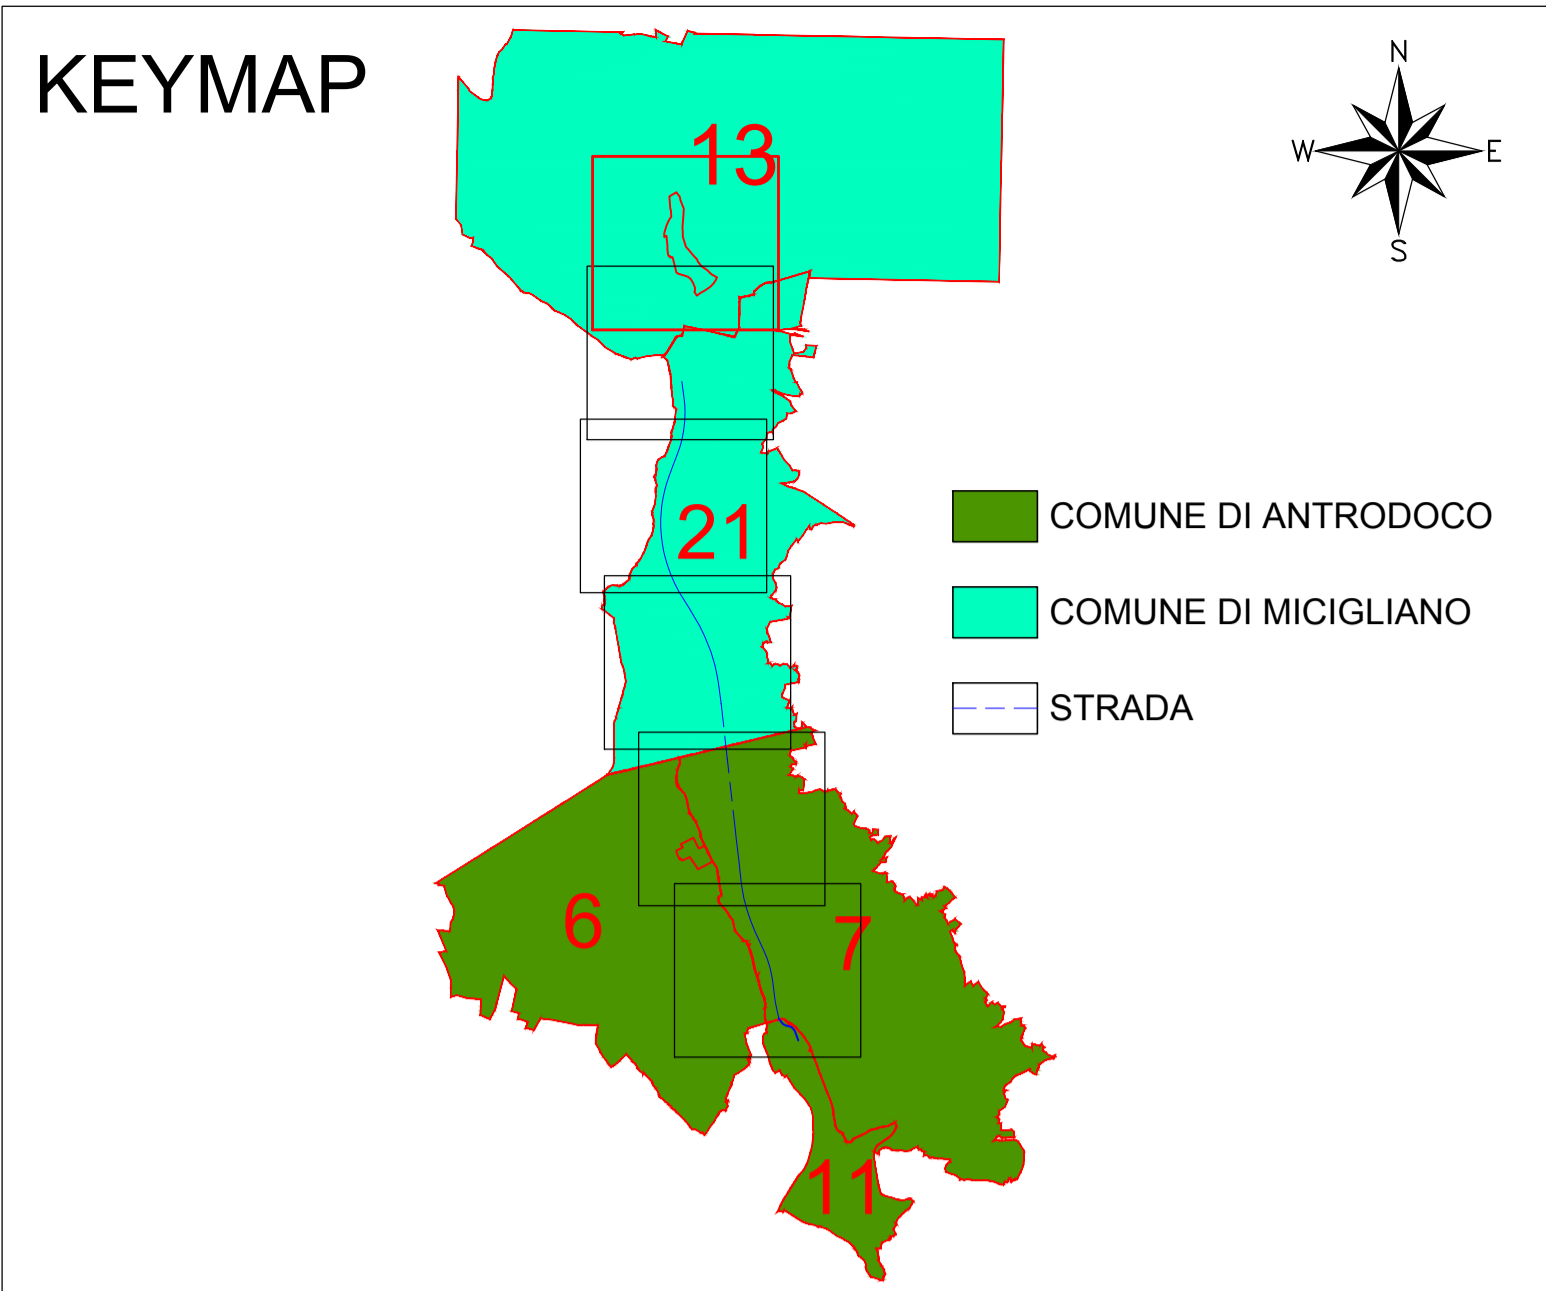 KEYMAP
N
W E
S
13
21
COMUNE DI ANTRODOCO
COMUNE DI MICIGLIANO
STRADA
6
7
11